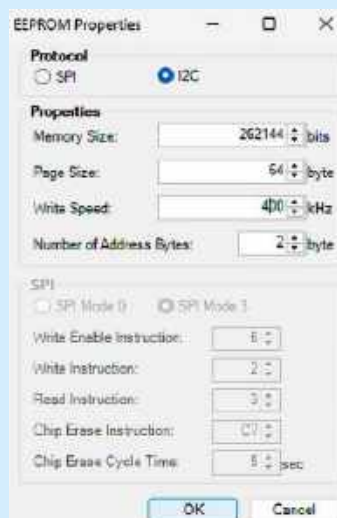 EEPROM Properties
Protocol
SPI I2C
Properties
Memory Size: 262144 bits
Page Size: 64 byte
Write Speed: 400 kHz
Number of Address Bytes: 2 byte
SPI
SPI Mode 0 SPI Mode 3
Write Enable Instruction: 6
Write Instruction: 2
Read Instruction: 3
Chip Erase Instruction: C7
Chip Erase Cycle Time: 5 sec
OK Cancel